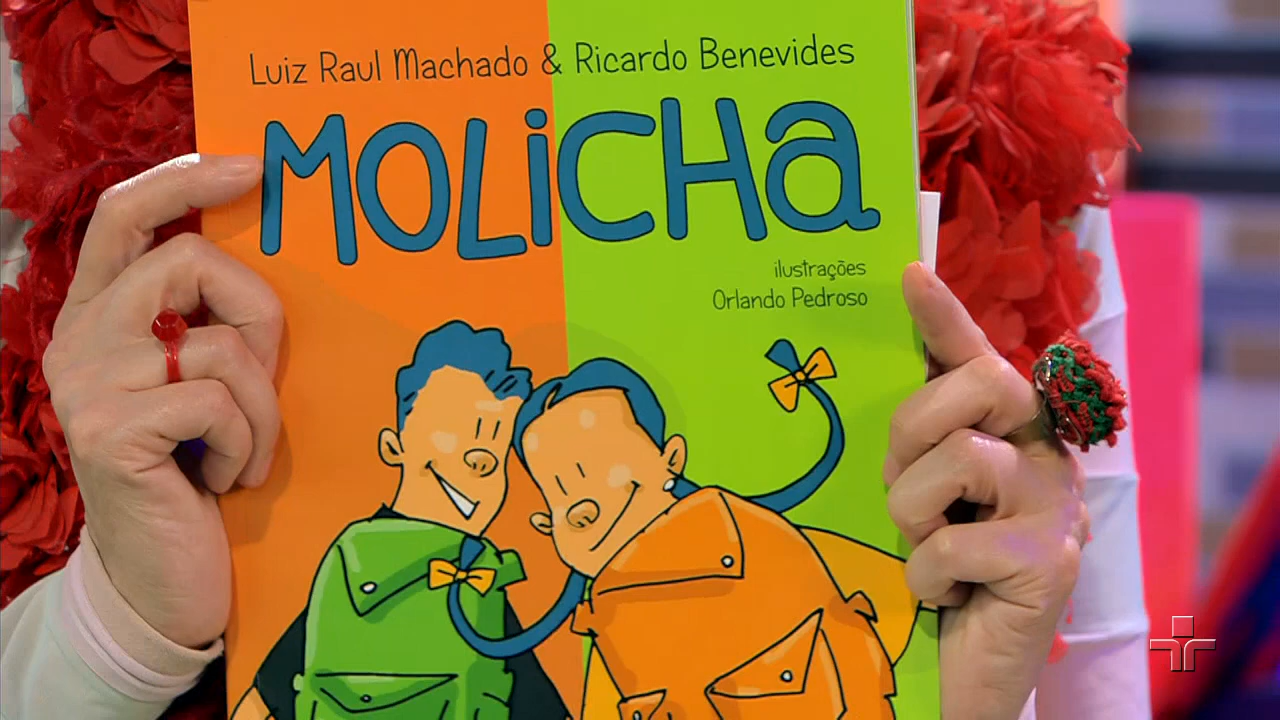 Luiz Raul Machado & Ricardo Benevides
MOLiCHa
ilustrações
Orlando Pedroso